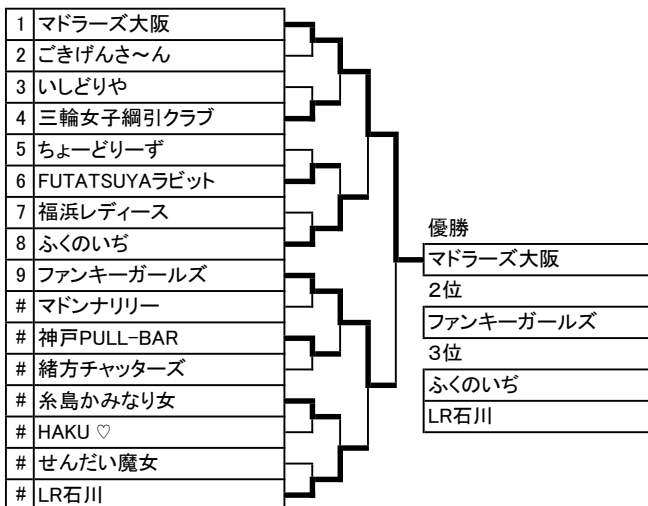 1 マドラーズ大阪
2 ごきげんさ～ん
3 いしどりや
4 三輪女子綱引クラブ
5 ちょーどりーず
6 FUTATSUYAラビット
7 福浜レディース
8 ふくのいぢ
9 ファンキーガールズ
# マドンナリリー
# 神戸PULL-BAR
# 緒方チャッターズ
# 糸島かみなり女
# HAKU ♡
# せんだい魔女
# LR石川
優勝
マドラーズ大阪
２位
ファンキーガールズ
３位
ふくのいぢ
LR石川